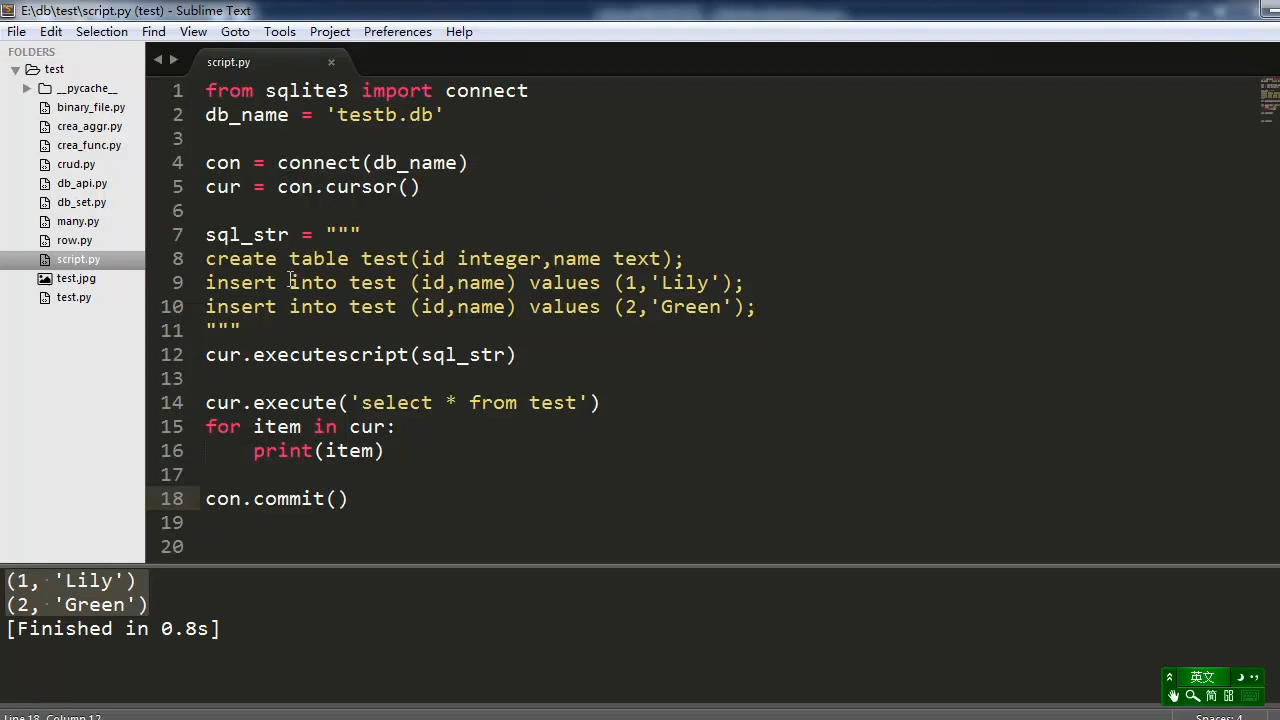 E:\db\test\script.py (test) - Sublime Text
File Edit Selection Find View Goto Tools Project Preferences Help
FOLDERS
test
__pycache__
binary_file.py
crea_aggr.py
crea_func.py
crud.py
db_api.py
db_set.py
many.py
row.py
script.py
test.jpg
test.py
script.py ×
1 from sqlite3 import connect
2 db_name = 'testb.db'
3
4 con = connect(db_name)
5 cur = con.cursor()
6
7 sql_str = """
8 create table test(id integer,name text);
9 insert into test (id,name) values (1,'Lily');
10 insert into test (id,name) values (2,'Green');
11 """
12 cur.executescript(sql_str)
13
14 cur.execute('select * from test')
15 for item in cur:
16 print(item)
17
18 con.commit()
19
20
(1, 'Lily')
(2, 'Green')
[Finished in 0.8s]
英文
简
Line 18, Column 12
Spaces: 4